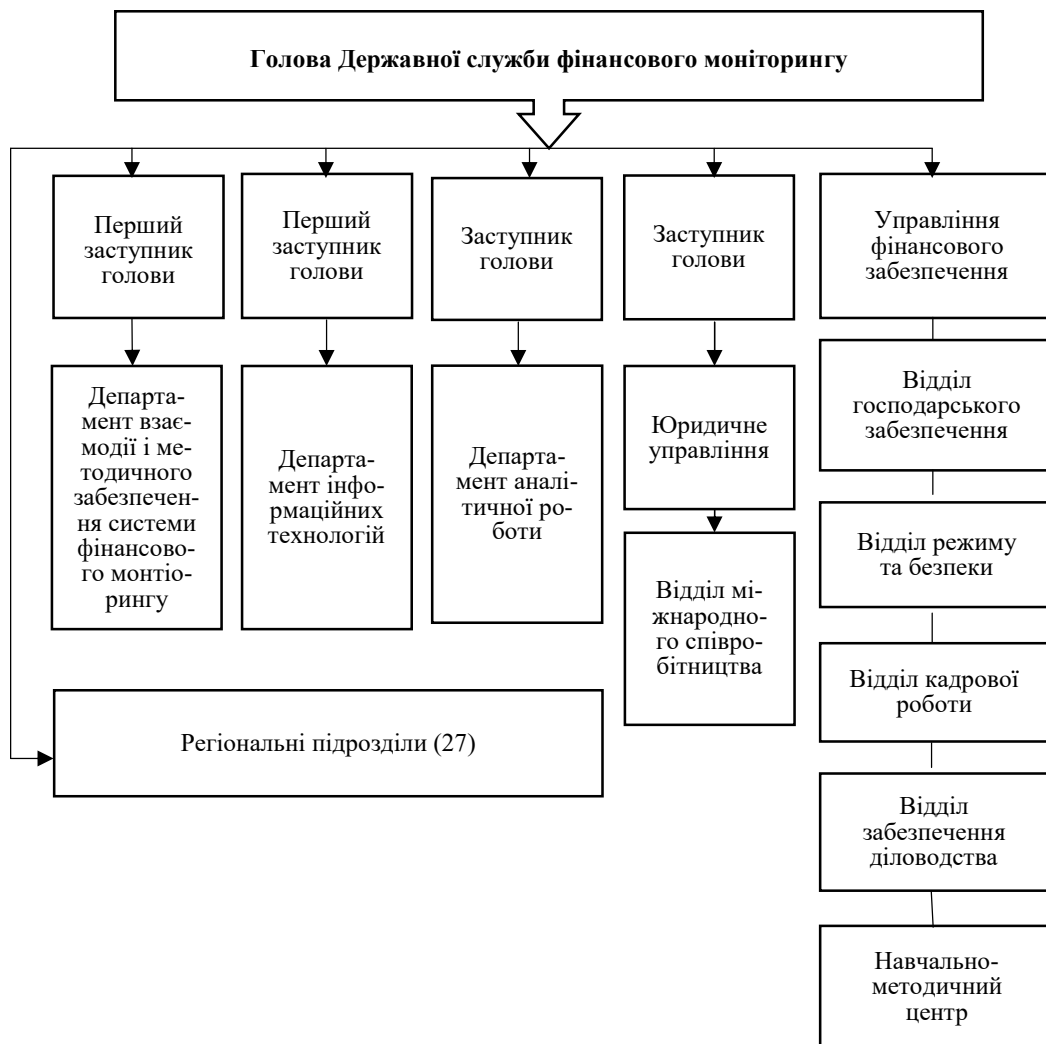 Голова Державної служби фінансового моніторингу
Перший
заступник
голови
Перший
заступник
голови
Заступник
голови
Заступник
голови
Управління
фінансового
забезпечення
Департа-
мент взає-
модії і ме-
тодичного
забезпечен-
ня системи
фінансово-
го монтіо-
рингу
Департа-
мент інфо-
рмаційних
технологій
Департа-
мент аналі-
тичної ро-
боти
Юридичне
управління
Відділ мі-
жнародно-
го співро-
бітництва
Відділ
господарського
забезпечення
Відділ режиму
та безпеки
Відділ кадрової
роботи
Відділ
забезпечення
діловодства
Навчально-
методичний
центр
Регіональні підрозділи (27)